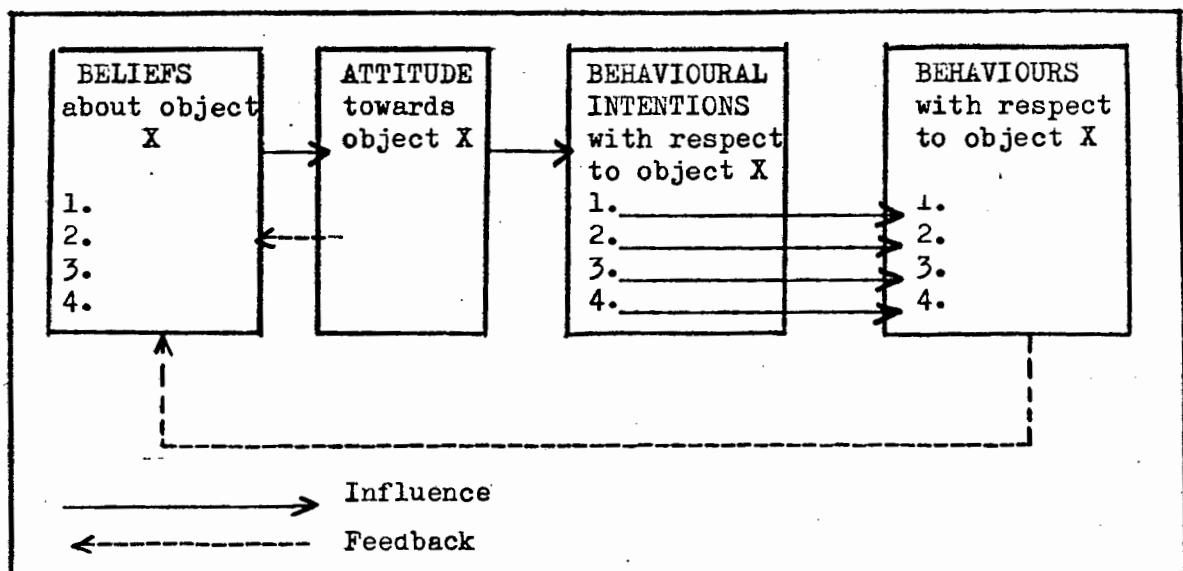 BELIEFS
about object
X
1.
2.
3.
4.
ATTITUDE
towards
object X
BEHAVIOURAL
INTENTIONS
with respect
to object X
1.
2.
3.
4.
BEHAVIOURS
with respect
to object X
1.
2.
3.
4.
Influence
Feedback